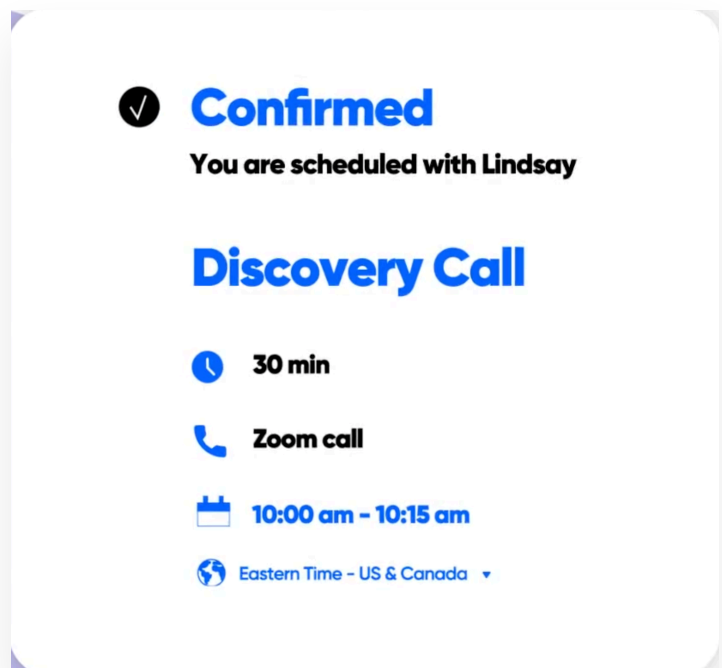 Confirmed
You are scheduled with Lindsay
Discovery Call
30 min
Zoom call
10:00 am - 10:15 am
Eastern Time - US & Canada